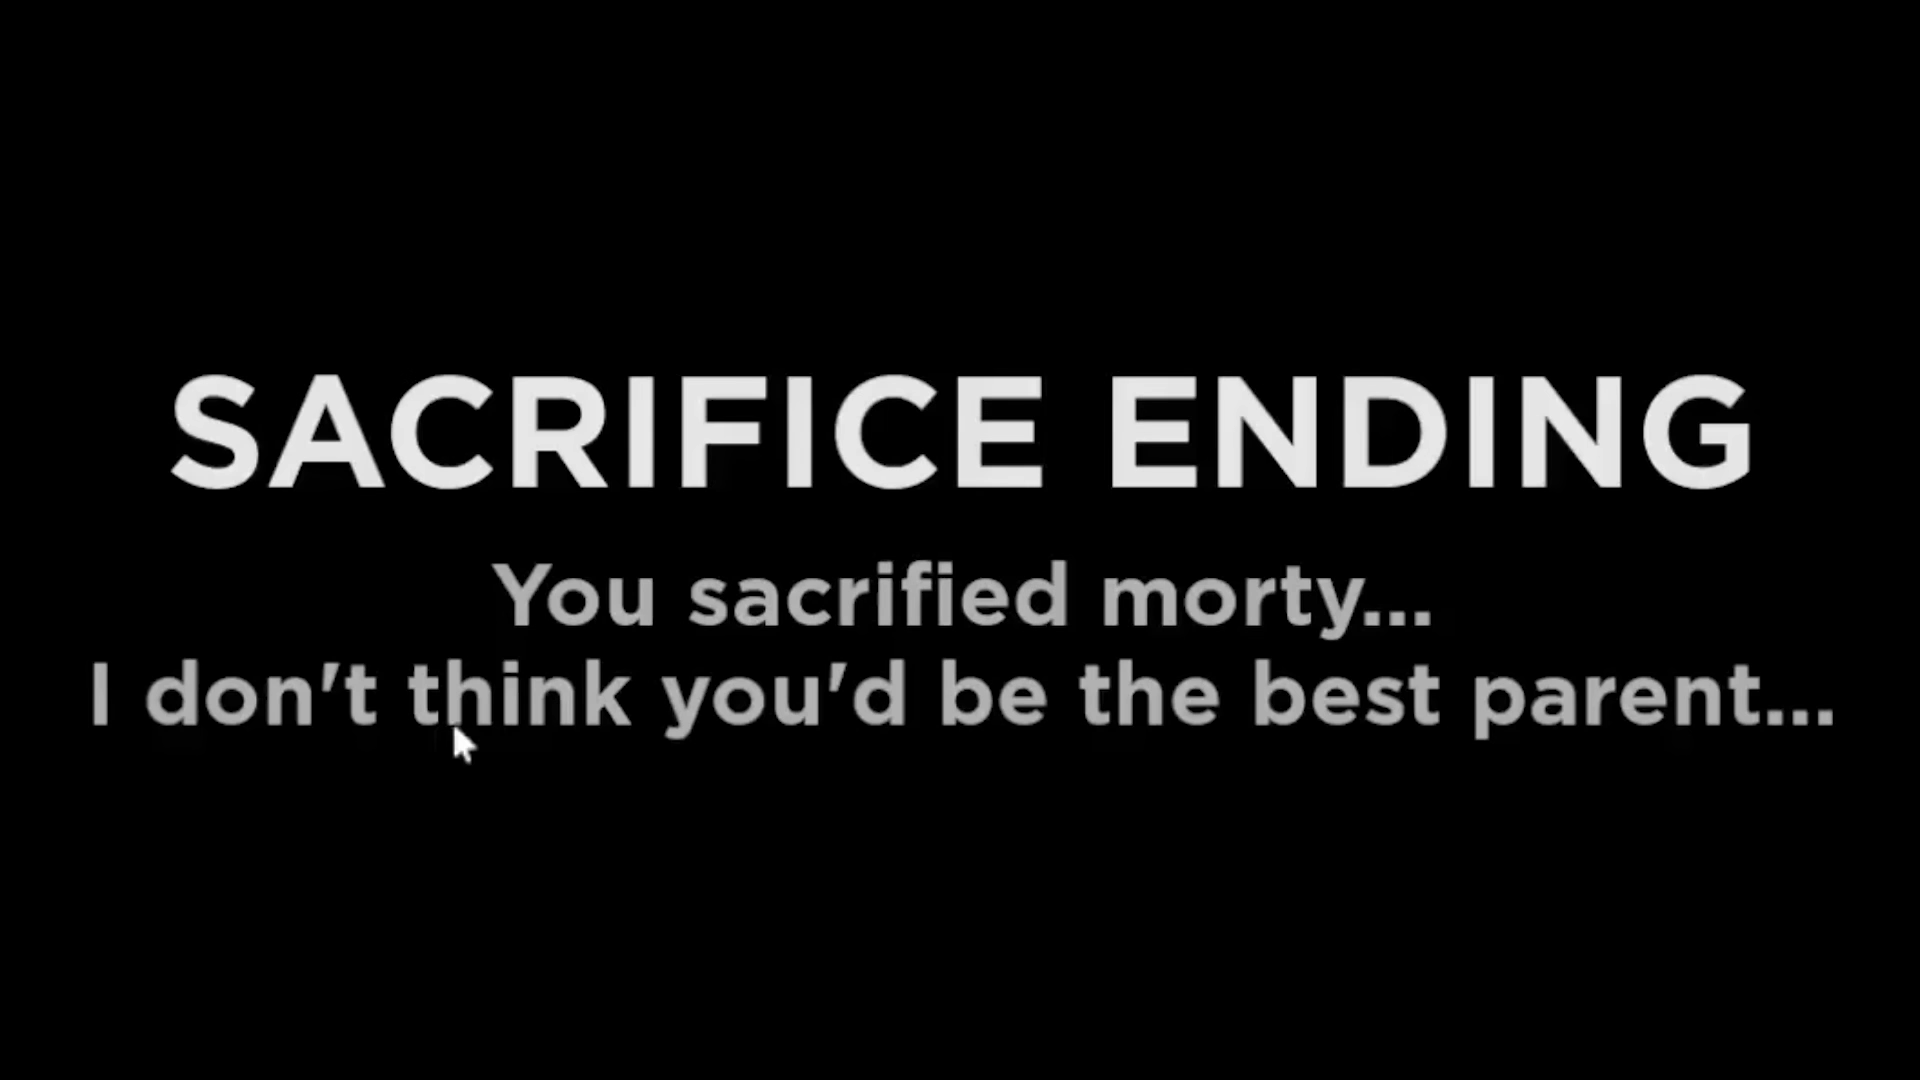 SACRIFICE ENDING
You sacrified morty...
I don't think you'd be the best parent...